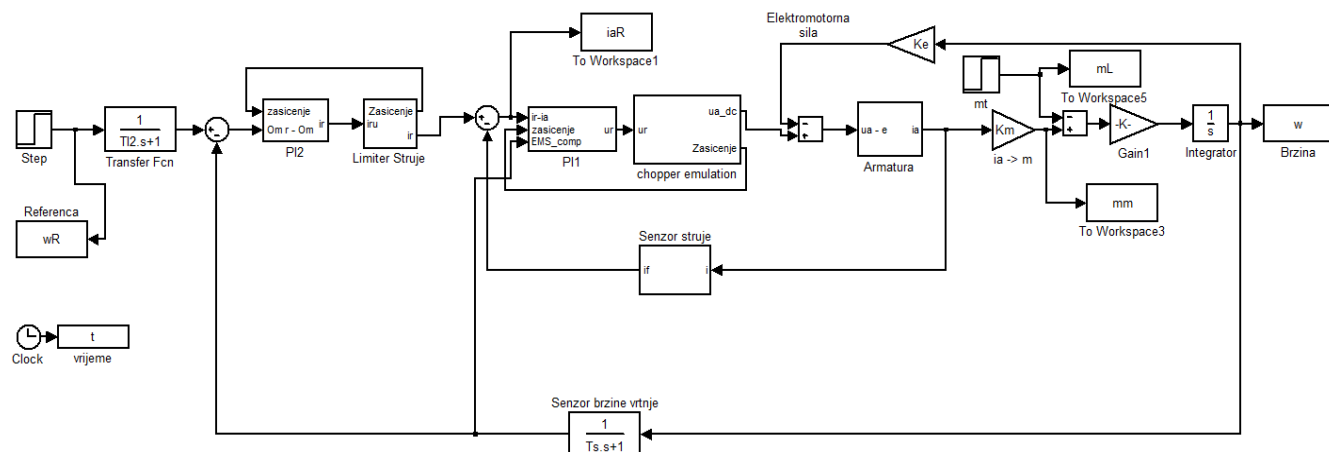 Elektromotorna
sila
Ke
iaR
To Workspace1
mL
To Workspace5
mt
Step
1
Tl2.s+1
Transfer Fcn
zasicenje
Om r - Om
ir
PI2
Zasicenje
iru
ir
Limiter Struje
ir-ia
zasicenje
EMS_comp
ur
PI1
ur
ua_dc
Zasicenje
chopper emulation
ua - e
ia
Armatura
Km
ia -> m
-K-
Gain1
1
s
Integrator
w
Brzina
Referenca
wR
mm
To Workspace3
Senzor struje
if
i
Clock
t
vrijeme
Senzor brzine vrtnje
1
Ts.s+1